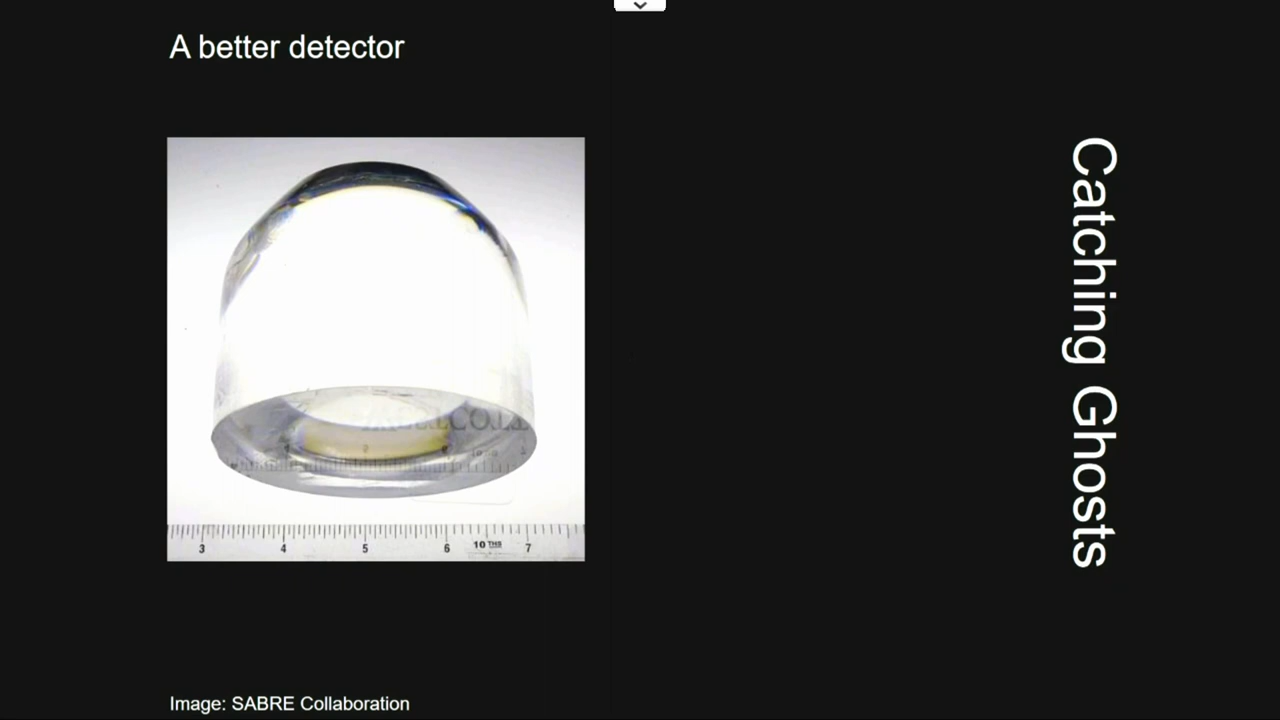 A better detector
3 4 5 6 10 THS 7
Image: SABRE Collaboration
Catching Ghosts